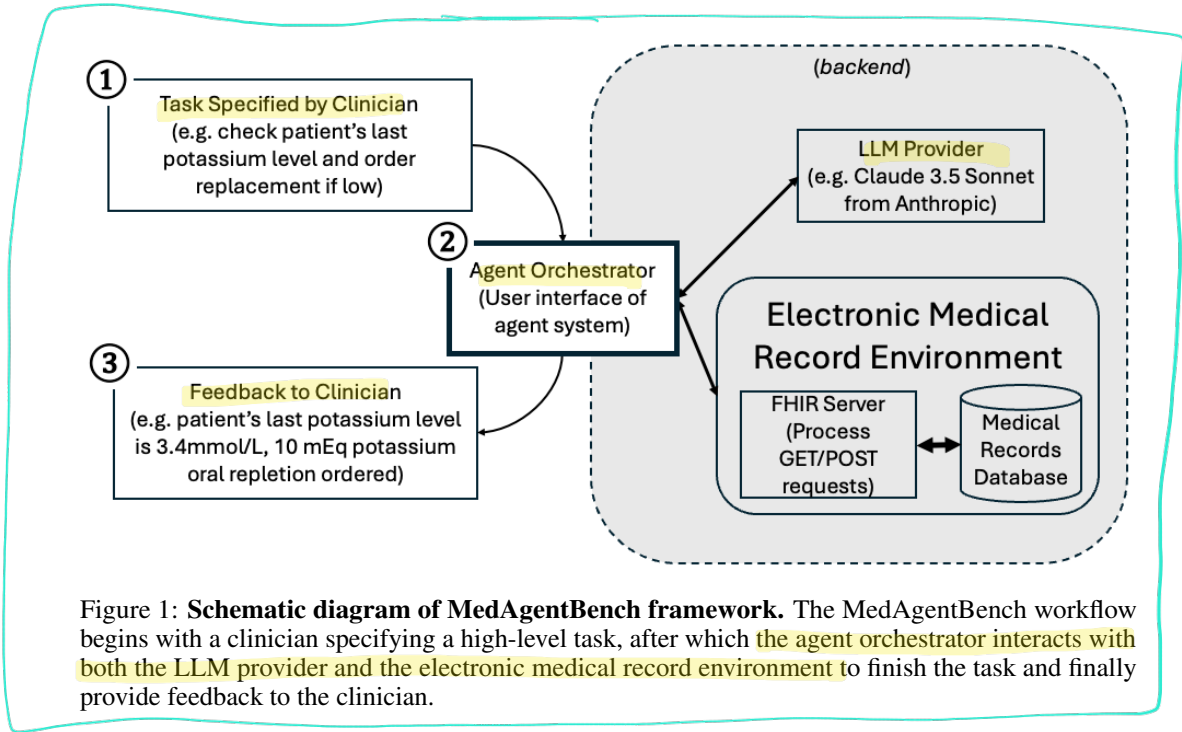 (backend)
①
Task Specified by Clinician
(e.g. check patient's last
potassium level and order
replacement if low)
LLM Provider
(e.g. Claude 3.5 Sonnet
from Anthropic)
②
Agent Orchestrator
(User interface of
agent system)
Electronic Medical
Record Environment
FHIR Server
(Process
GET/POST
requests)
Medical
Records
Database
③
Feedback to Clinician
(e.g. patient's last potassium level
is 3.4mmol/L, 10 mEq potassium
oral repletion ordered)
Figure 1: Schematic diagram of MedAgentBench framework. The MedAgentBench workflow
begins with a clinician specifying a high-level task, after which the agent orchestrator interacts with
both the LLM provider and the electronic medical record environment to finish the task and finally
provide feedback to the clinician.